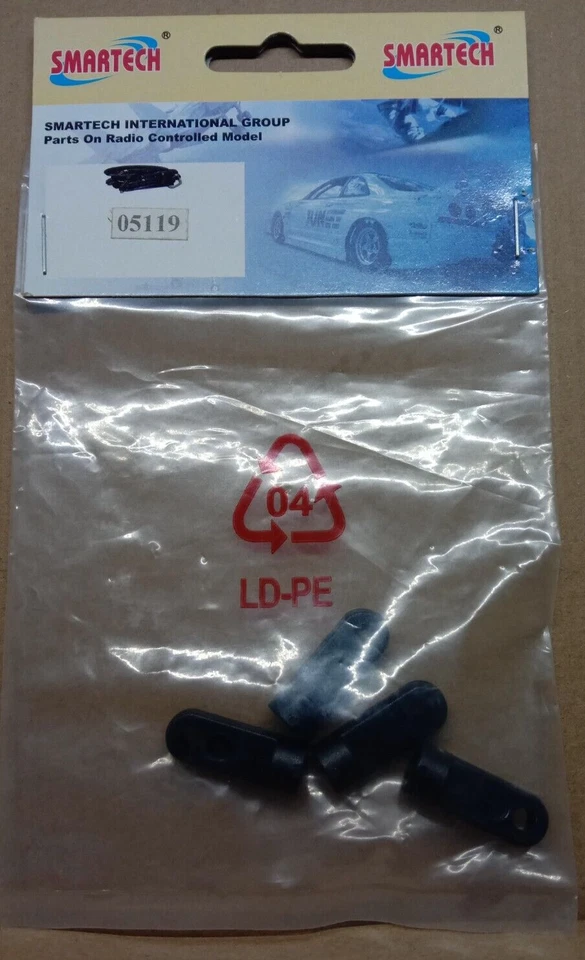 SMARTECH®
SMARTECH®
SMARTECH INTERNATIONAL GROUP
Parts On Radio Controlled Model
05119
04
LD-PE